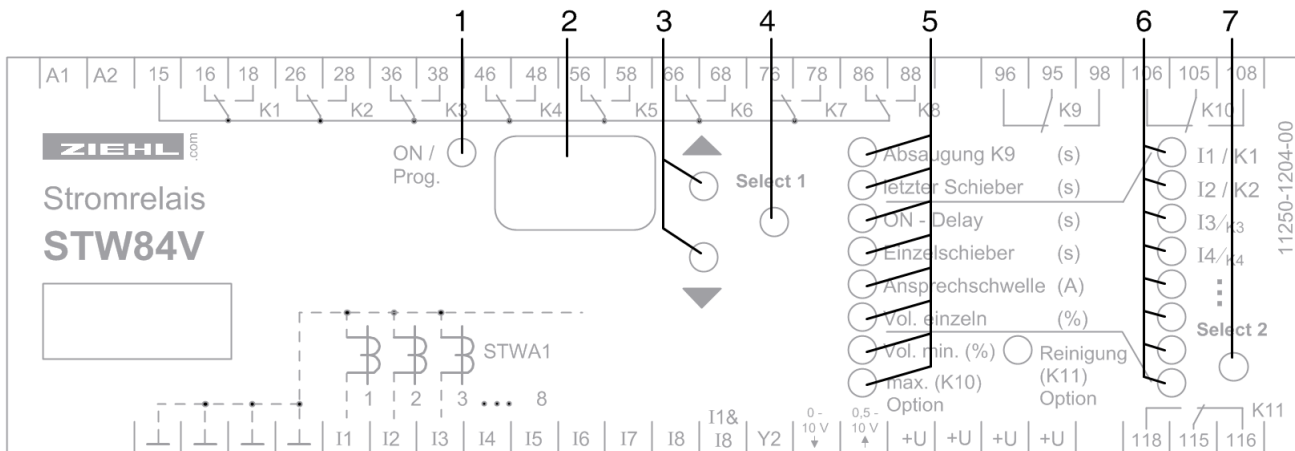 1 2 3 4 5 6 7
A1 A2 15 16 18 26 28 36 38 46 48 56 58 66 68 76 78 86 88 96 95 98 106 105 108
K1 K2 K3 K4 K5 K6 K7 K8 K9 K10
ZIEHL.com
ON /
Prog.
Stromrelais
STW84V
Select 1
Absaugung K9 (s)
letzter Schieber (s)
ON - Delay (s)
Einzelschieber (s)
Ansprechschwelle (A)
Vol. einzeln (%)
Vol. min. (%)
max. (K10)
Option
Reinigung
(K11)
Option
I1 / K1
I2 / K2
I3/K3
I4/K4
Select 2
11250-1204-00
STWA1
1 2 3 ... 8
K11
I1 I2 I3 I4 I5 I6 I7 I8 I1& I8 Y2 0 - 10 V 0,5 - 10 V +U +U +U +U 118 115 116